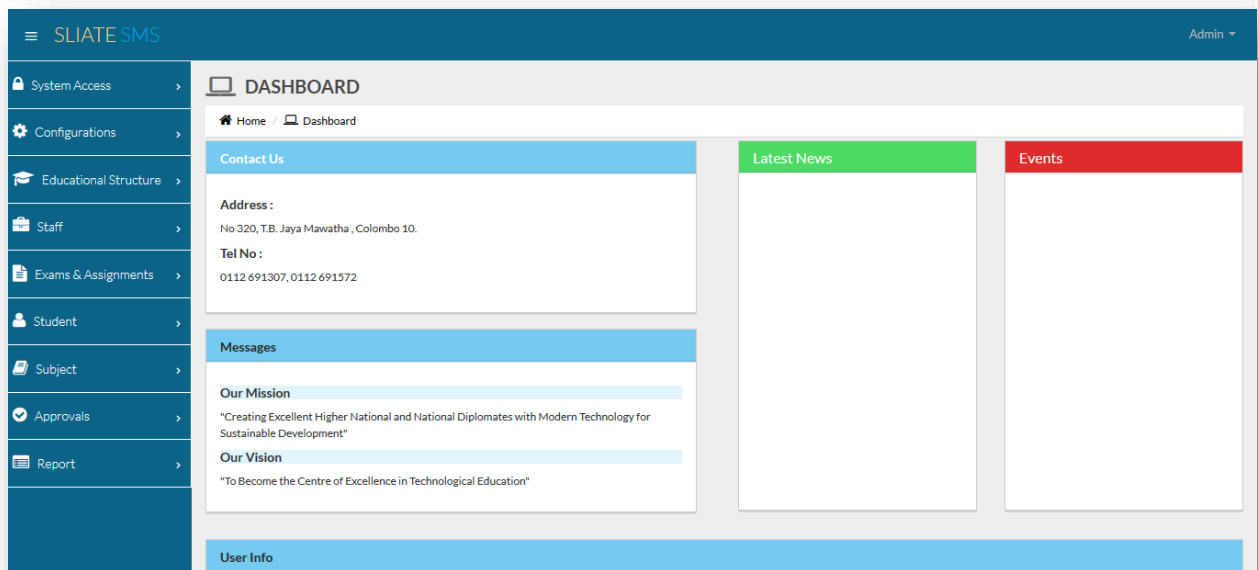 SLIATE SMS
Admin
System Access
Configurations
Educational Structure
Staff
Exams & Assignments
Student
Subject
Approvals
Report
DASHBOARD
Home / Dashboard
Contact Us
Address :
No 320, T.B. Jaya Mawatha , Colombo 10.
Tel No :
0112 691307, 0112 691572
Messages
Our Mission
"Creating Excellent Higher National and National Diplomates with Modern Technology for
Sustainable Development"
Our Vision
"To Become the Centre of Excellence in Technological Education"
Latest News
Events
User Info